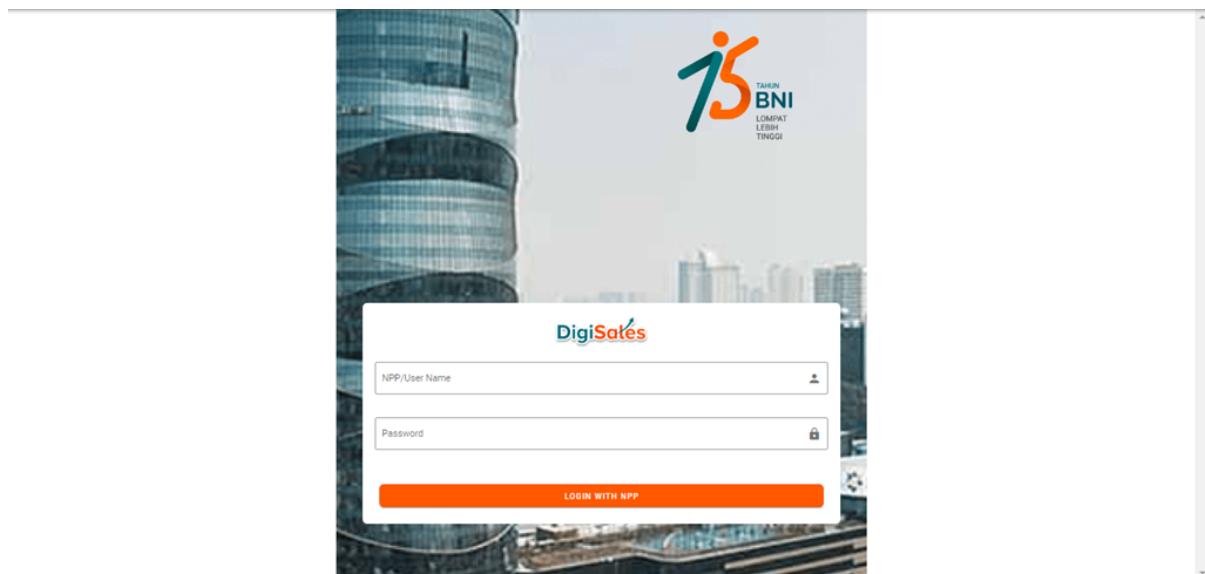 75
TAHUN
BNI
LOMPAT
LEBIH
TINGGI
DigiSales
NPP/User Name
Password
LOGIN WITH NPP